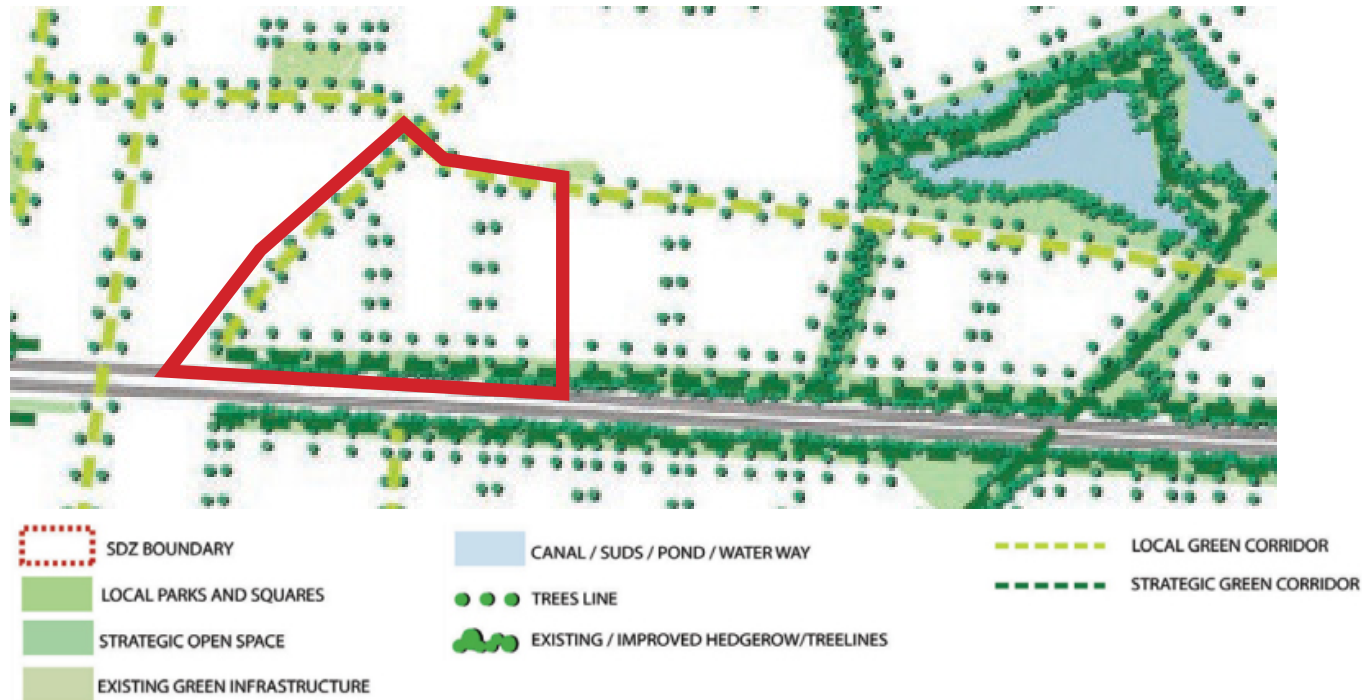 SDZ BOUNDARY
LOCAL PARKS AND SQUARES
STRATEGIC OPEN SPACE
EXISTING GREEN INFRASTRUCTURE
CANAL / SUDS / POND / WATER WAY
TREES LINE
EXISTING / IMPROVED HEDGEROW/TREELINES
LOCAL GREEN CORRIDOR
STRATEGIC GREEN CORRIDOR